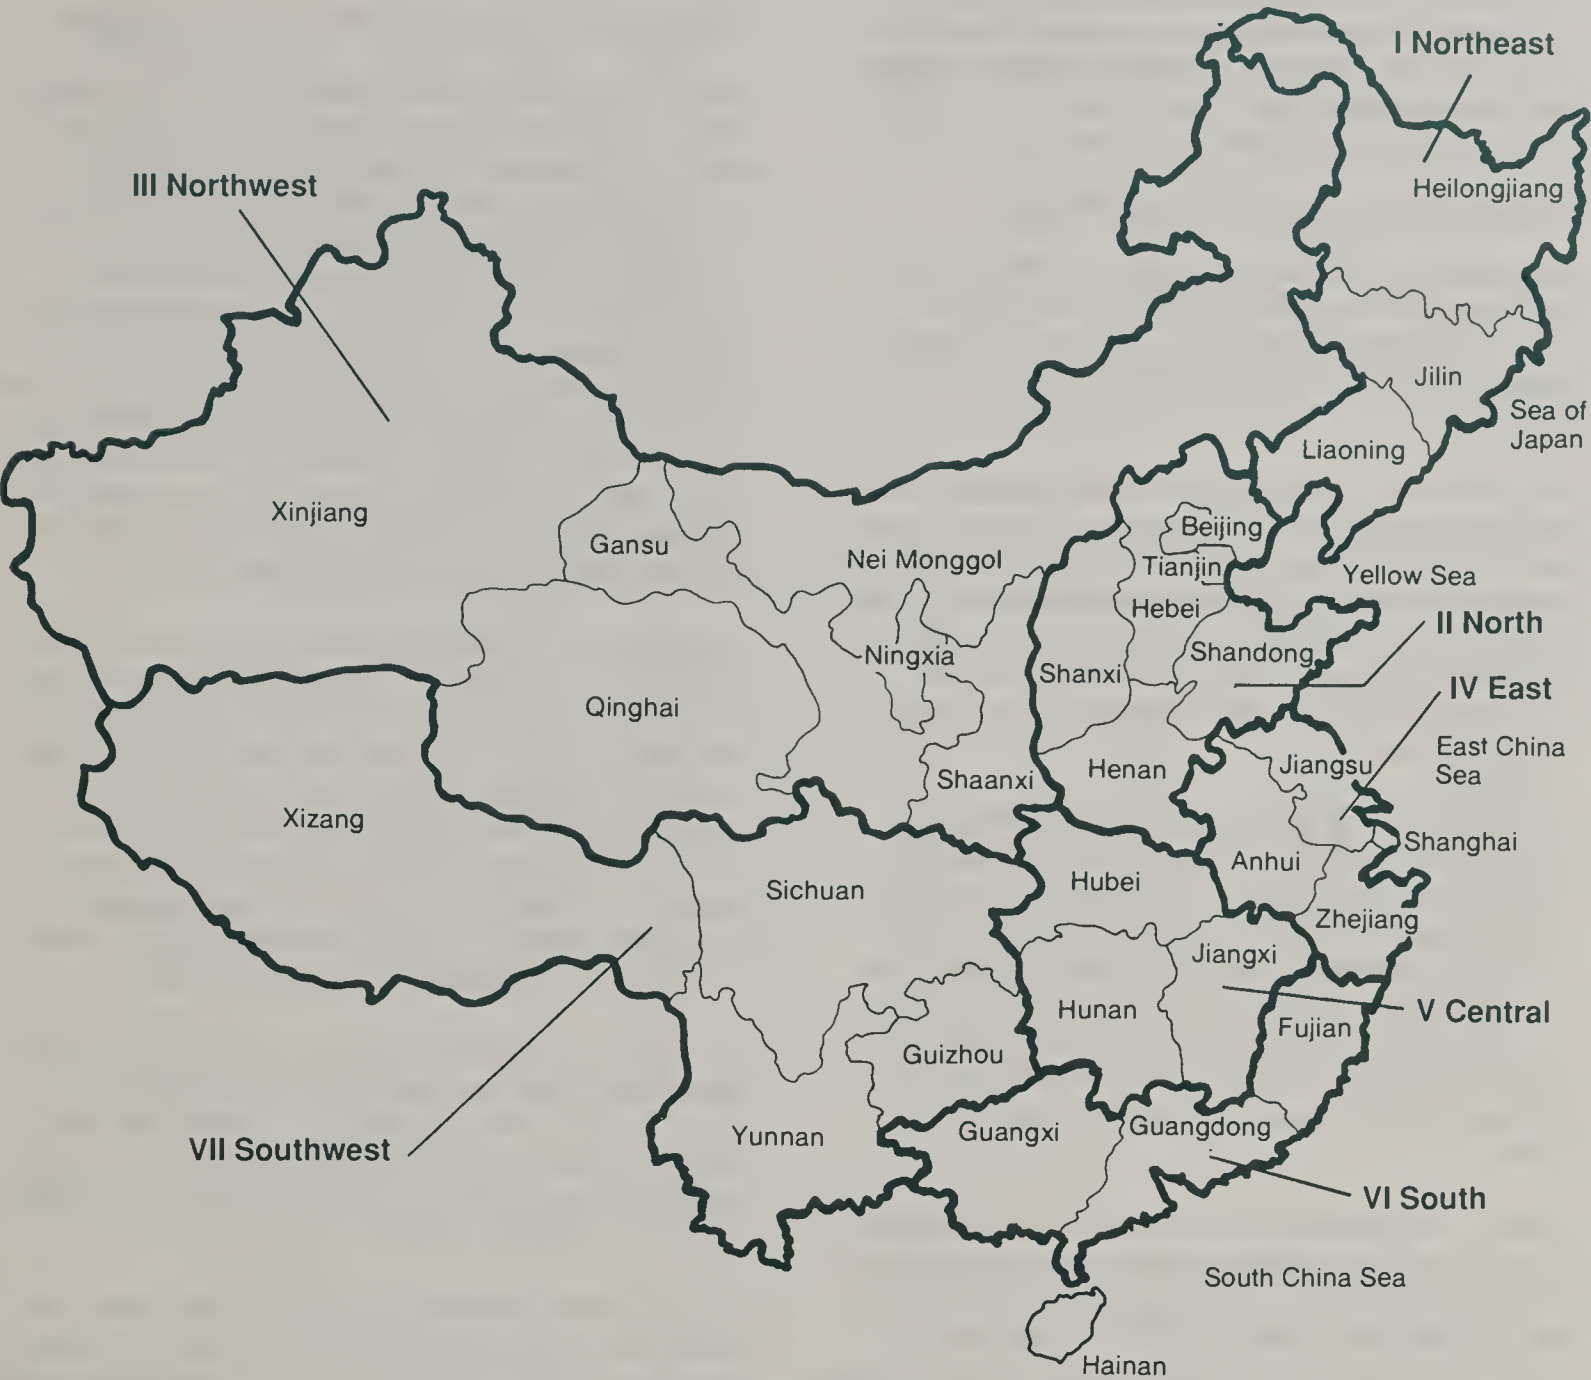 I Northeast
III Northwest
Heilongjiang
Jilin
Sea of
Japan
Liaoning
Xinjiang
Beijing
Gansu
Nei Monggol
Tianjin
Yellow Sea
Hebei
II North
Ningxia
Shandong
Shanxi
IV East
Qinghai
East China
Sea
Jiangsu
Henan
Shaanxi
Xizang
Shanghai
Anhui
Hubei
Sichuan
Zhejiang
Jiangxi
Hunan
V Central
Fujian
Guizhou
Guangdong
Guangxi
Yunnan
VII Southwest
VI South
South China Sea
Hainan